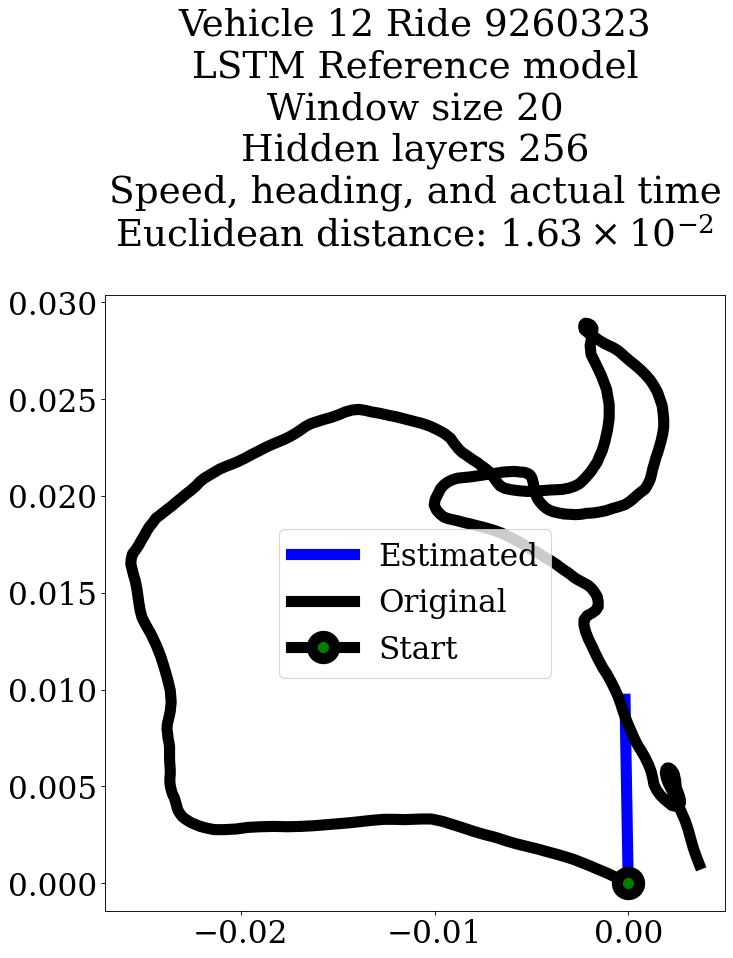 Vehicle 12 Ride 9260323
LSTM Reference model
Window size 20
Hidden layers 256
Speed, heading, and actual time
Euclidean distance: 1.63 × 10⁻²
0.030
0.025
0.020
0.015
0.010
0.005
0.000
Estimated
Original
Start
−0.02
−0.01
0.00